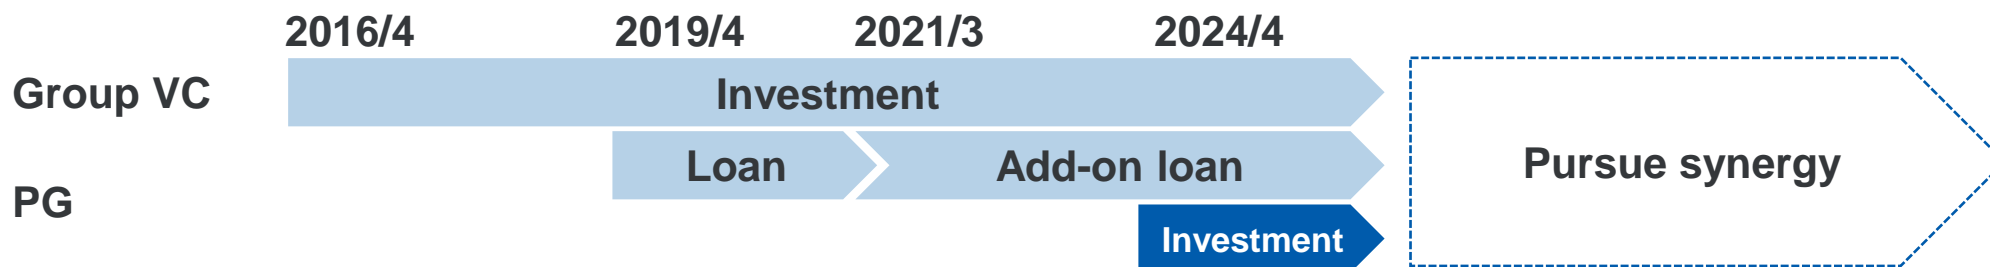 2016/4 2019/4 2021/3 2024/4
Group VC Investment
Loan Add-on loan Pursue synergy
PG
Investment